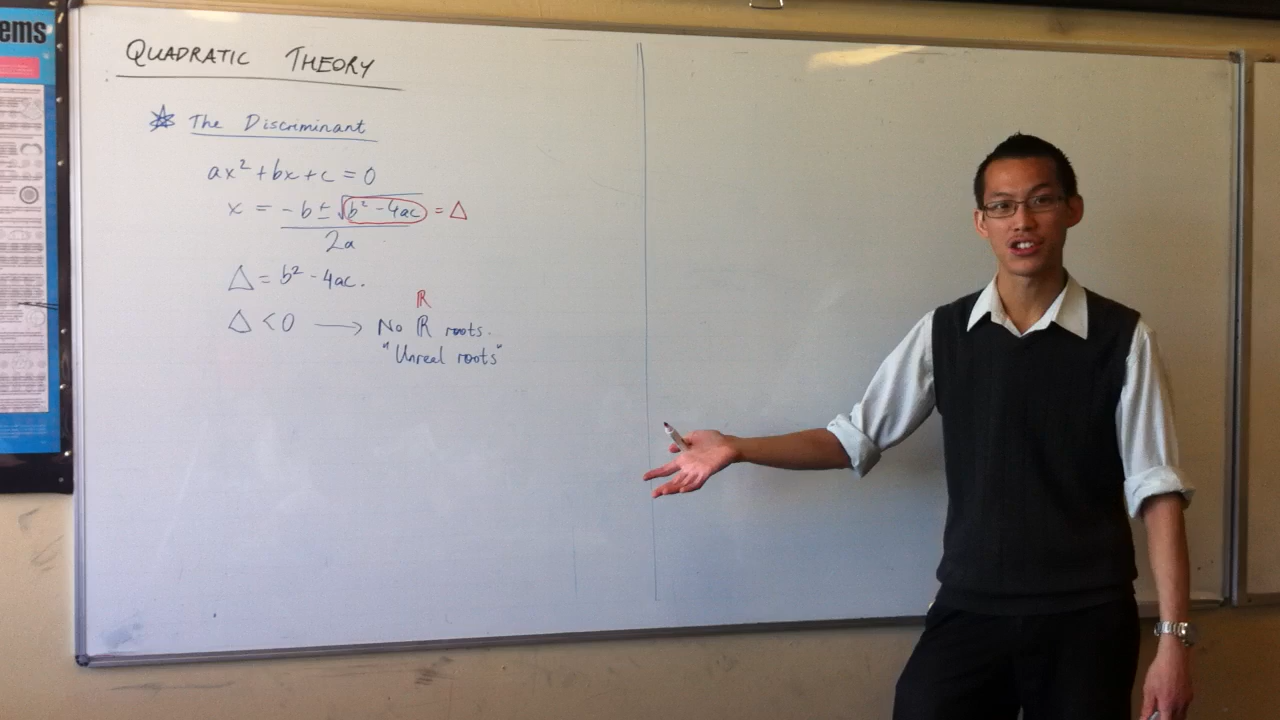 ems
QUADRATIC THEORY
The Discriminant
ax² + bx + c = 0
x = -b ± √b² - 4ac = Δ
2a
Δ = b² - 4ac.
ℝ
Δ < 0 → No ℝ roots.
"Unreal roots"